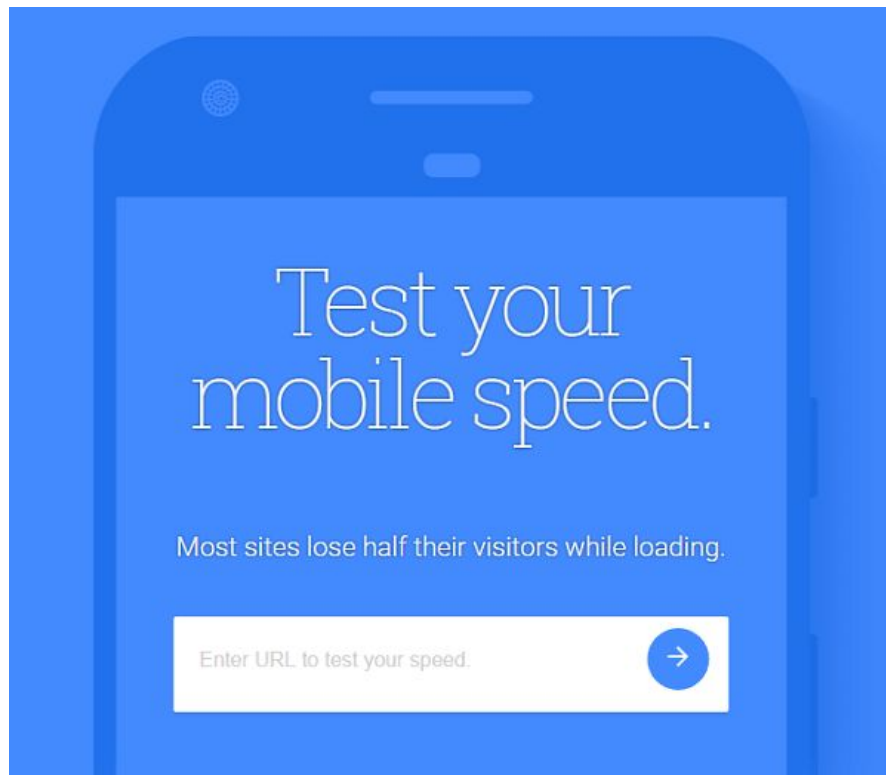 Test your
mobile speed.
Most sites lose half their visitors while loading.
Enter URL to test your speed.